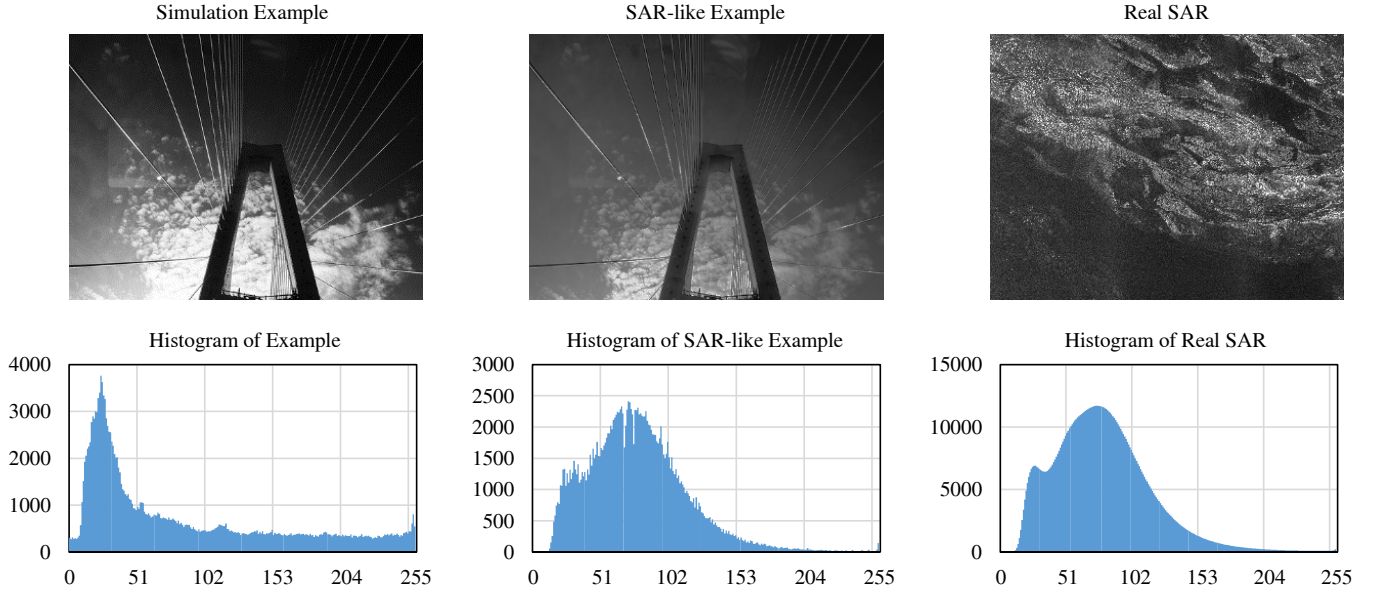 Simulation Example
SAR-like Example
Real SAR
Histogram of Example
Histogram of SAR-like Example
Histogram of Real SAR
4000
3000
2000
1000
0
0 51 102 153 204 255
3000
2500
2000
1500
1000
500
0
0 51 102 153 204 255
15000
10000
5000
0
0 51 102 153 204 255